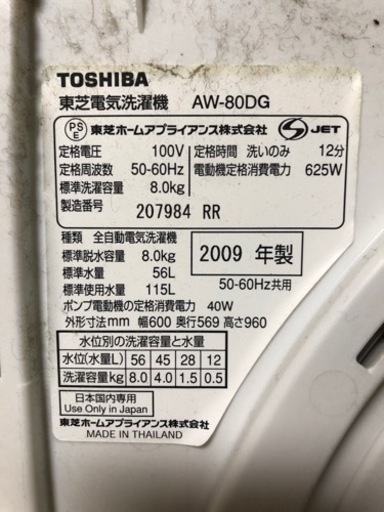 TOSHIBA
東芝電気洗濯機 AW-80DG
PS E 東芝ホームアプライアンス株式会社 S JET
定格電圧 100V 定格時間 洗いのみ 12分
定格周波数 50-60Hz 電動機定格消費電力 625W
標準洗濯容量 8.0kg
製造番号 207984 RR
種類 全自動電気洗濯機
標準脱水容量 8.0kg 2009 年製
標準水量 56L
標準使用水量 115L 50-60Hz共用
ポンプ電動機の定格消費電力 40W
外形寸法mm 幅600 奥行569 高さ960
水位別の洗濯容量と水量
水位(水量L) 56 45 28 12
洗濯容量kg 8.0 4.0 1.5 0.5
日本国内専用
Use Only in Japan
東芝ホームアプライアンス株式会社
MADE IN THAILAND